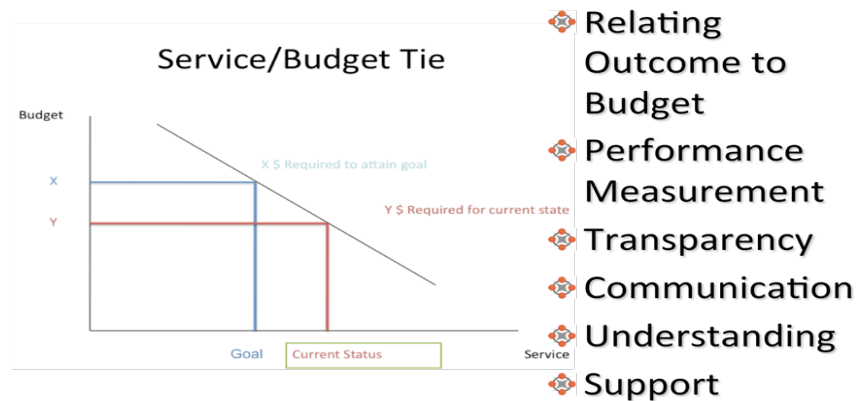 Service/Budget Tie
Budget
X $ Required to attain goal
X
Y $ Required for current state
Y
Goal
Current Status
Service
Relating
Outcome to
Budget
Performance
Measurement
Transparency
Communication
Understanding
Support